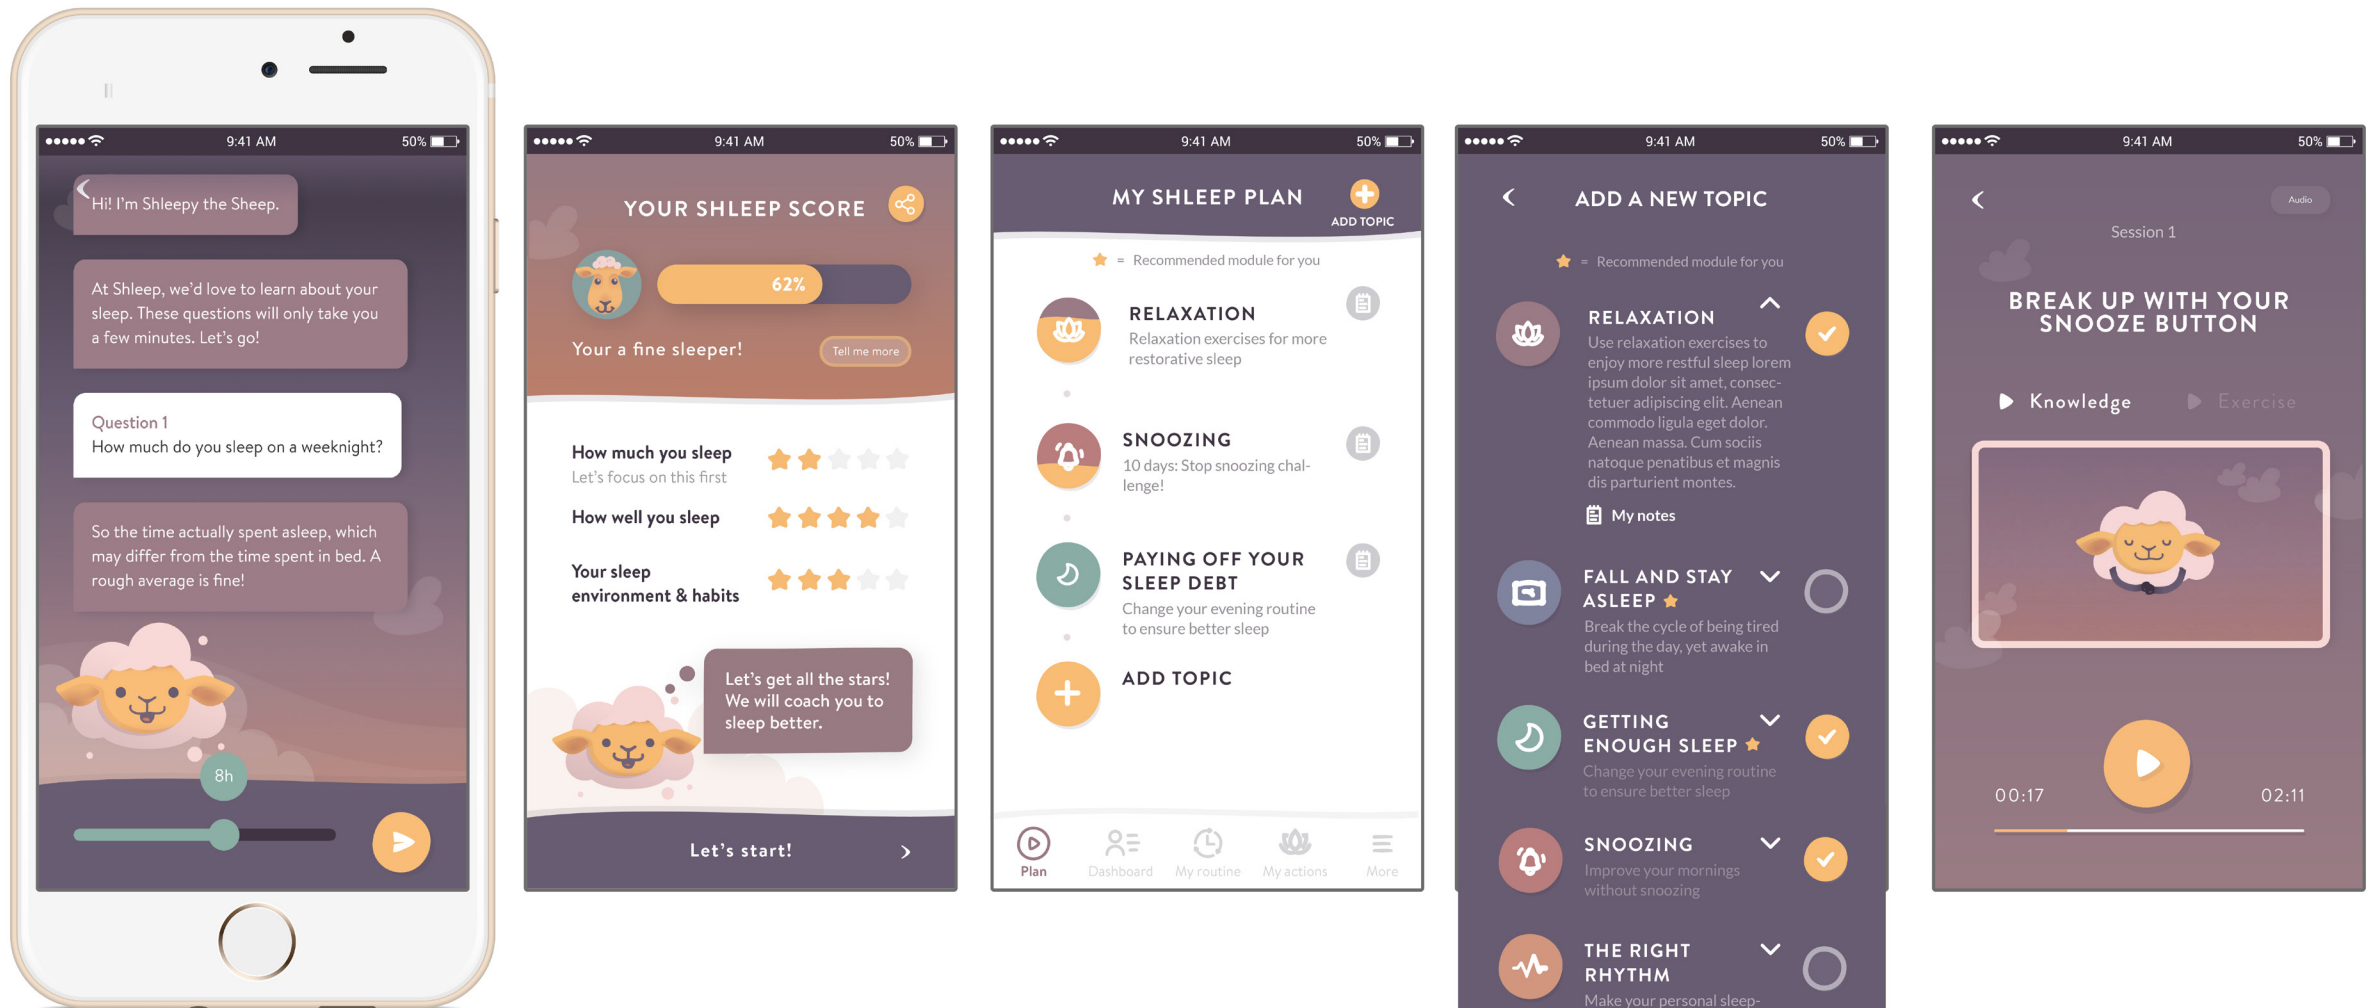 9:41 AM
50%
Hi! I'm Shleepy the Sheep.
At Shleep, we'd love to learn about your
sleep. These questions will only take you
a few minutes. Let's go!
Question 1
How much do you sleep on a weeknight?
So the time actually spent asleep, which
may differ from the time spent in bed. A
rough average is fine!
8h
9:41 AM
50%
YOUR SHLEEP SCORE
62%
Your a fine sleeper!
Tell me more
How much you sleep
Let's focus on this first
How well you sleep
Your sleep
environment & habits
Let's get all the stars!
We will coach you to
sleep better.
Let's start!
9:41 AM
50%
MY SHLEEP PLAN
ADD TOPIC
= Recommended module for you
RELAXATION
Relaxation exercises for more
restorative sleep
SNOOZING
10 days: Stop snoozing chal-
lenge!
PAYING OFF YOUR
SLEEP DEBT
Change your evening routine
to ensure better sleep
ADD TOPIC
Plan
Dashboard
My routine
My actions
More
9:41 AM
50%
ADD A NEW TOPIC
= Recommended module for you
RELAXATION
Use relaxation exercises to
enjoy more restful sleep lorem
ipsum dolor sit amet, consec-
tetuer adipiscing elit. Aenean
commodo ligula eget dolor.
Aenean massa. Cum sociis
natoque penatibus et magnis
dis parturient montes.
My notes
FALL AND STAY
ASLEEP
Break the cycle of being tired
during the day, yet awake in
bed at night
GETTING
ENOUGH SLEEP
Change your evening routine
to ensure better sleep
SNOOZING
Improve your mornings
without snoozing
THE RIGHT
RHYTHM
Make your personal sleep-
9:41 AM
50%
Audio
Session 1
BREAK UP WITH YOUR
SNOOZE BUTTON
Knowledge
Exercise
00:17
02:11